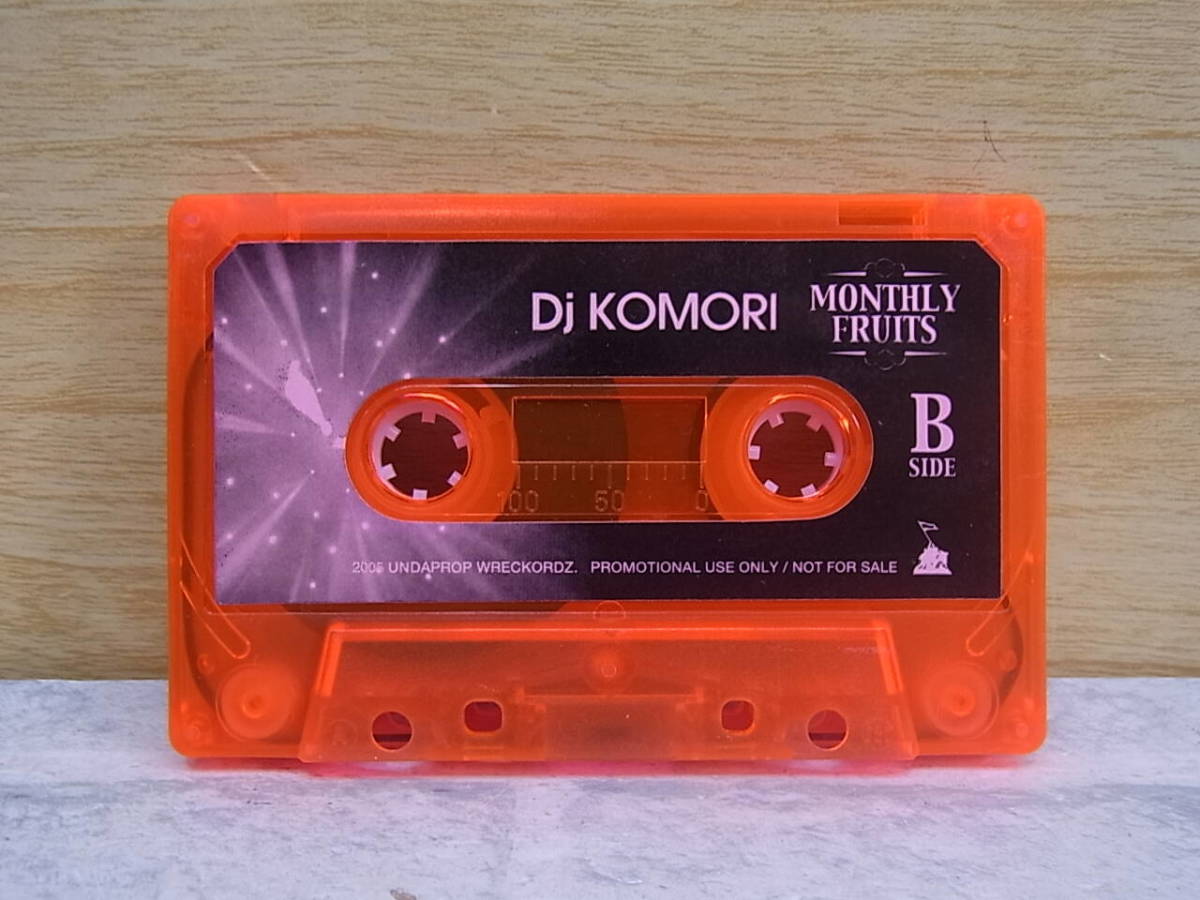 Dj KOMORI
MONTHLY
FRUITS
B
SIDE
100 50 0
UNDAPROP WRECKORDZ. PROMOTIONAL USE ONLY / NOT FOR SALE